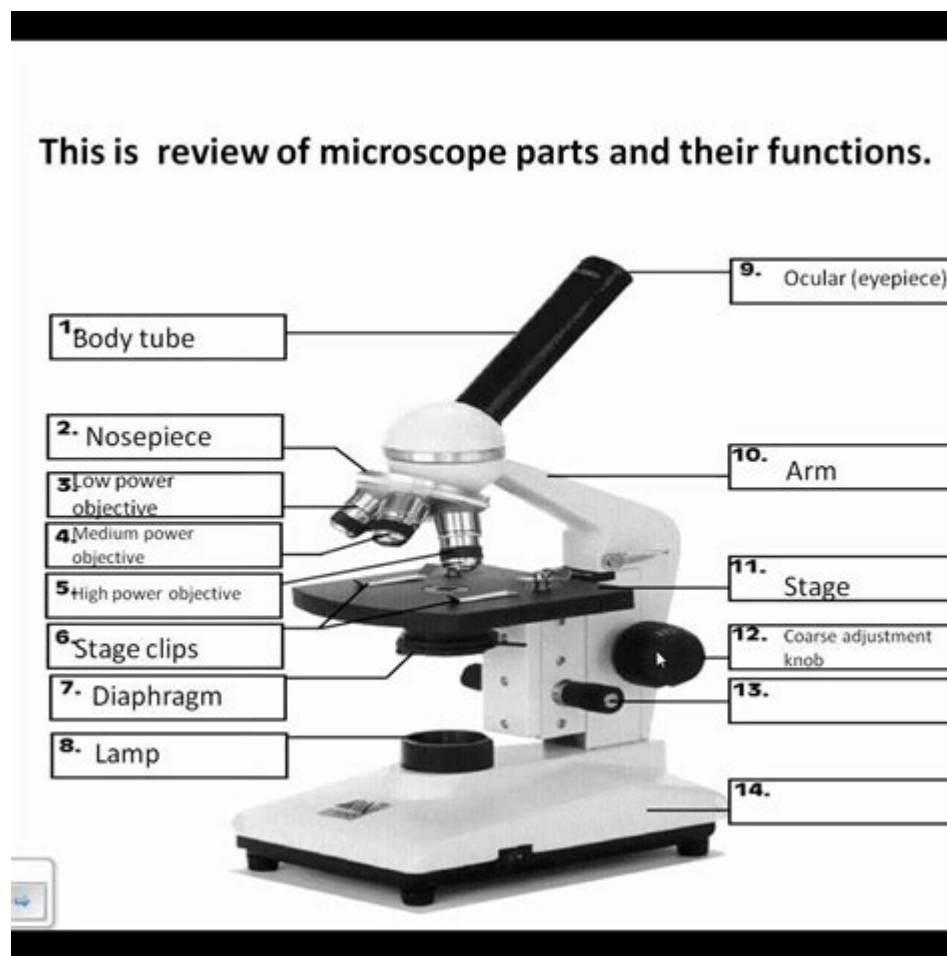 This is  review of microscope parts and their functions.
1. Body tube
2. Nosepiece
3. Low power
objective
4. Medium power
objective
5. High power objective
6. Stage clips
7. Diaphragm
8. Lamp
9. Ocular (eyepiece)
10. Arm
11. Stage
12. Coarse adjustment
knob
13.
14.